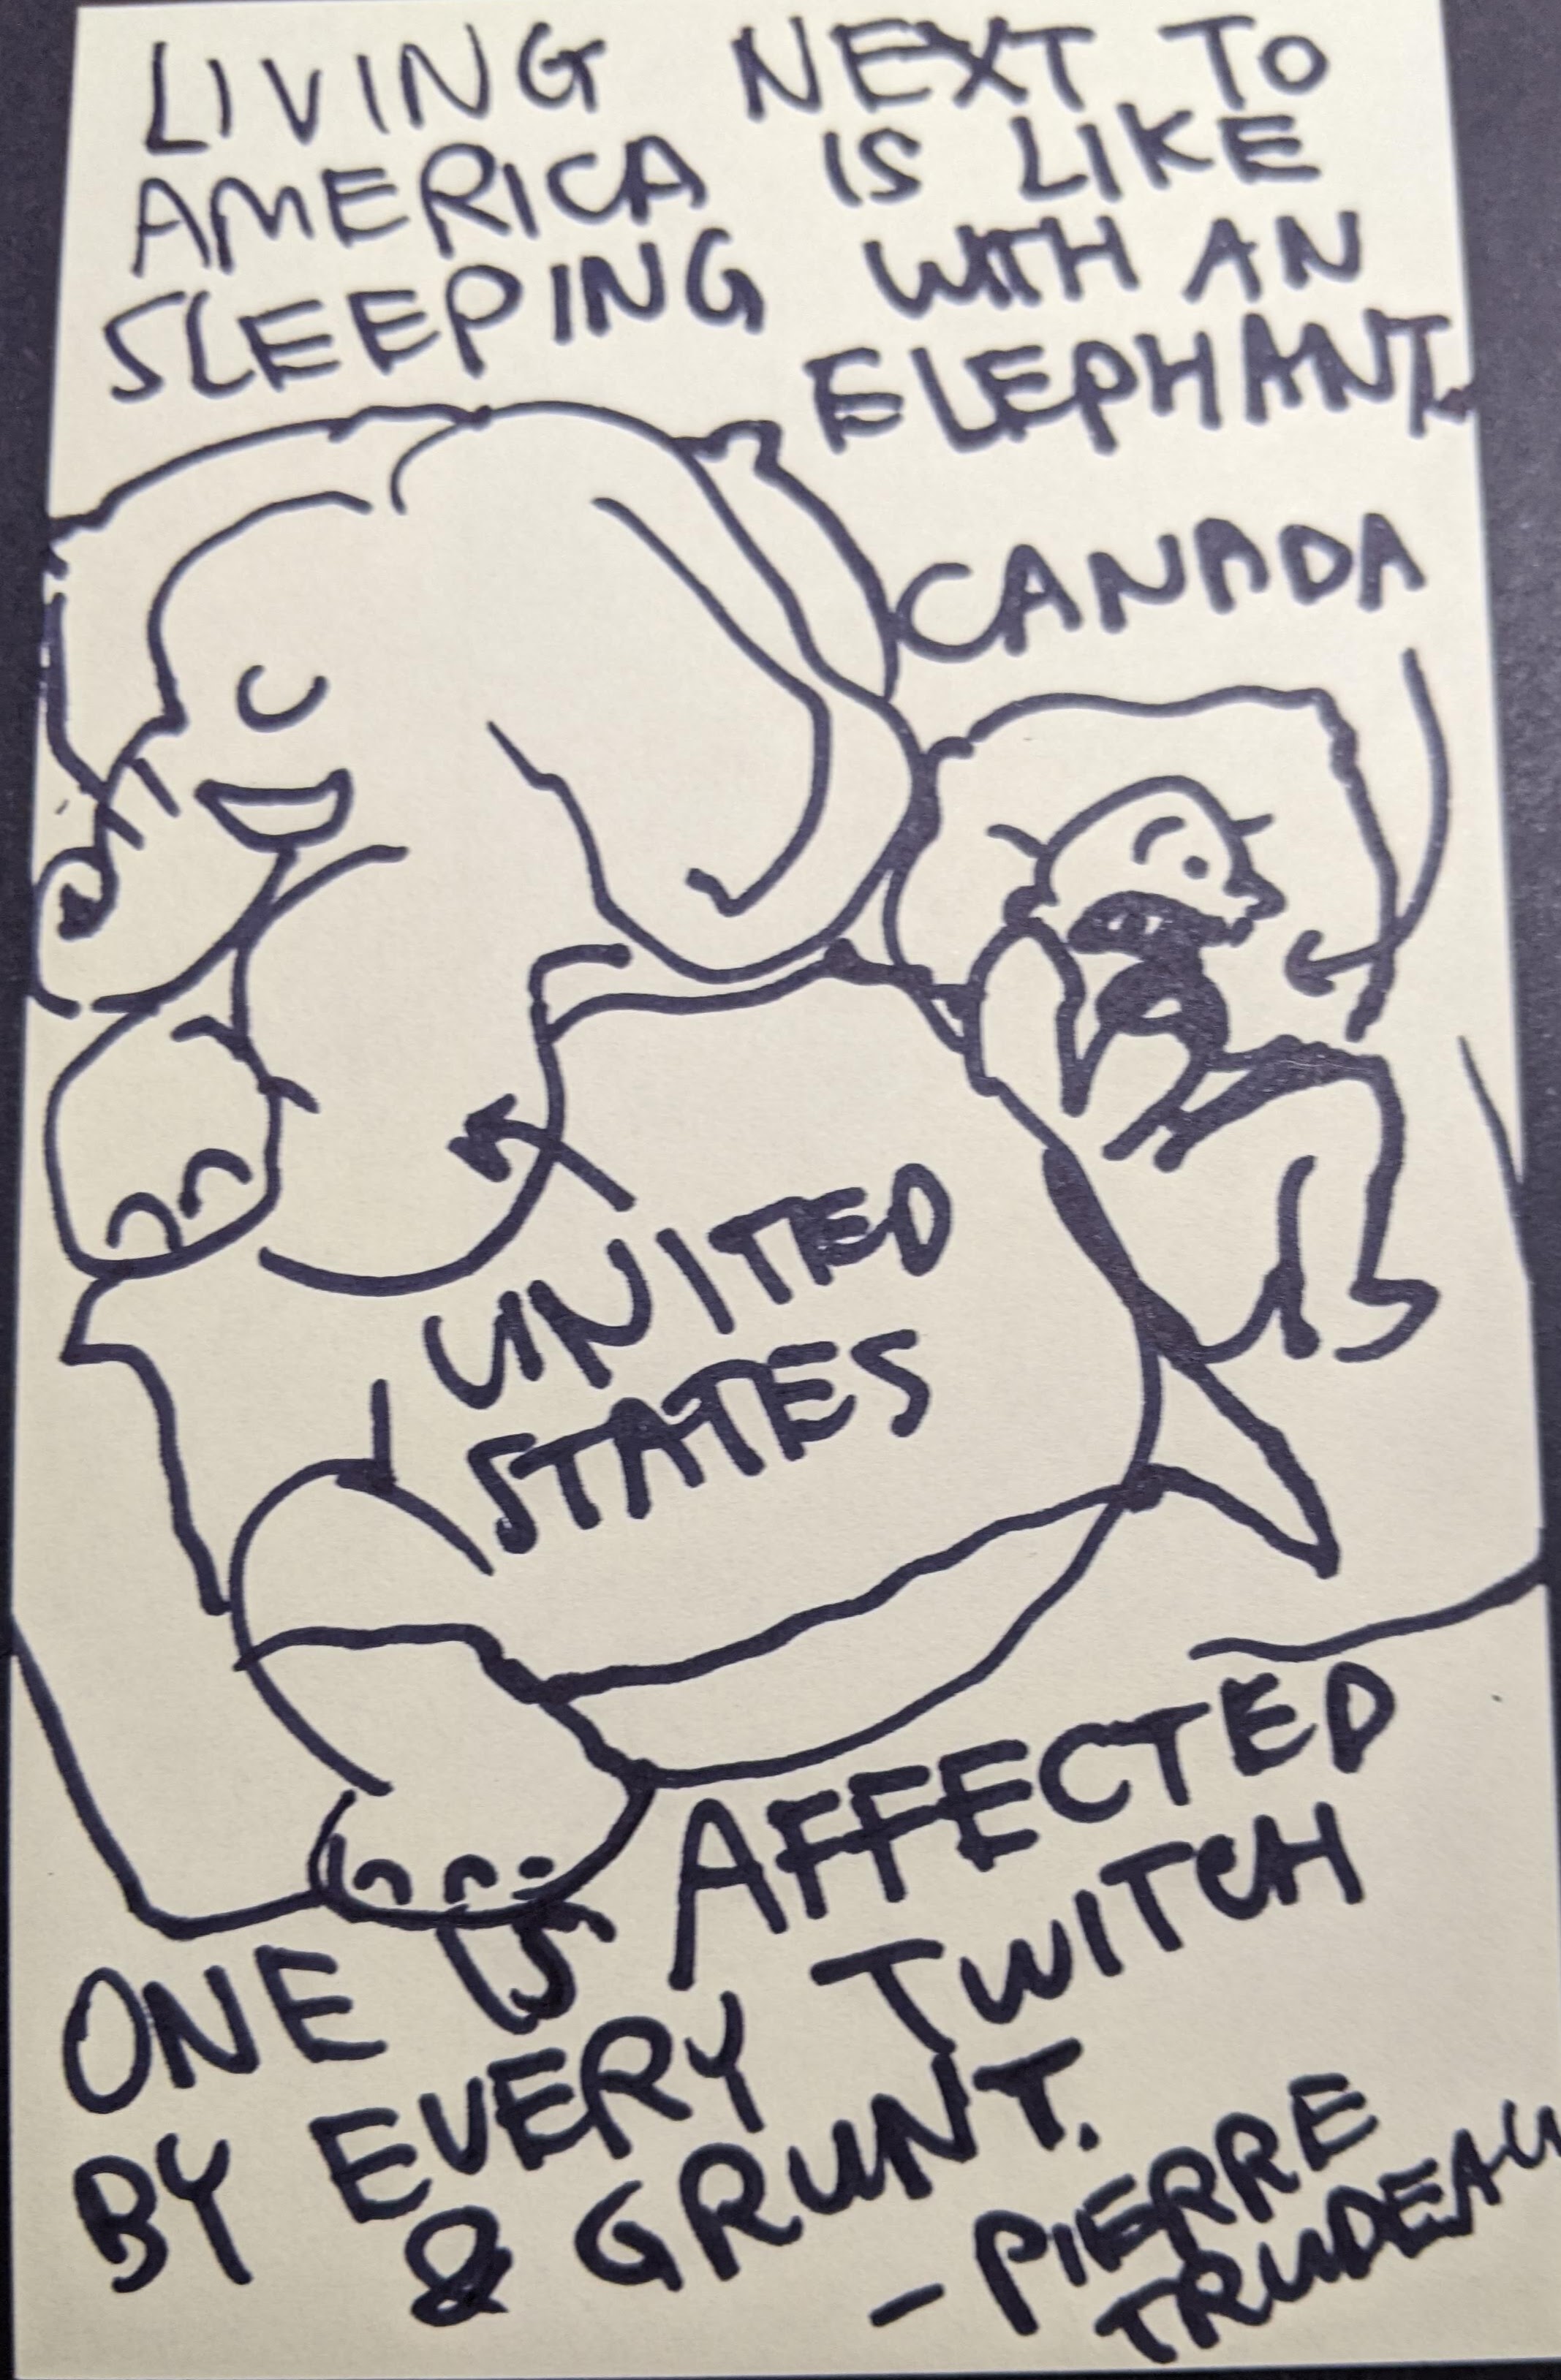 LIVING NEXT TO
AMERICA IS LIKE
SLEEPING WITH AN
ELEPHANT.
CANADA
UNITED
STATES
ONE IS AFFECTED
BY EVERY TWITCH
& GRUNT.
- PIERRE
TRUDEAU